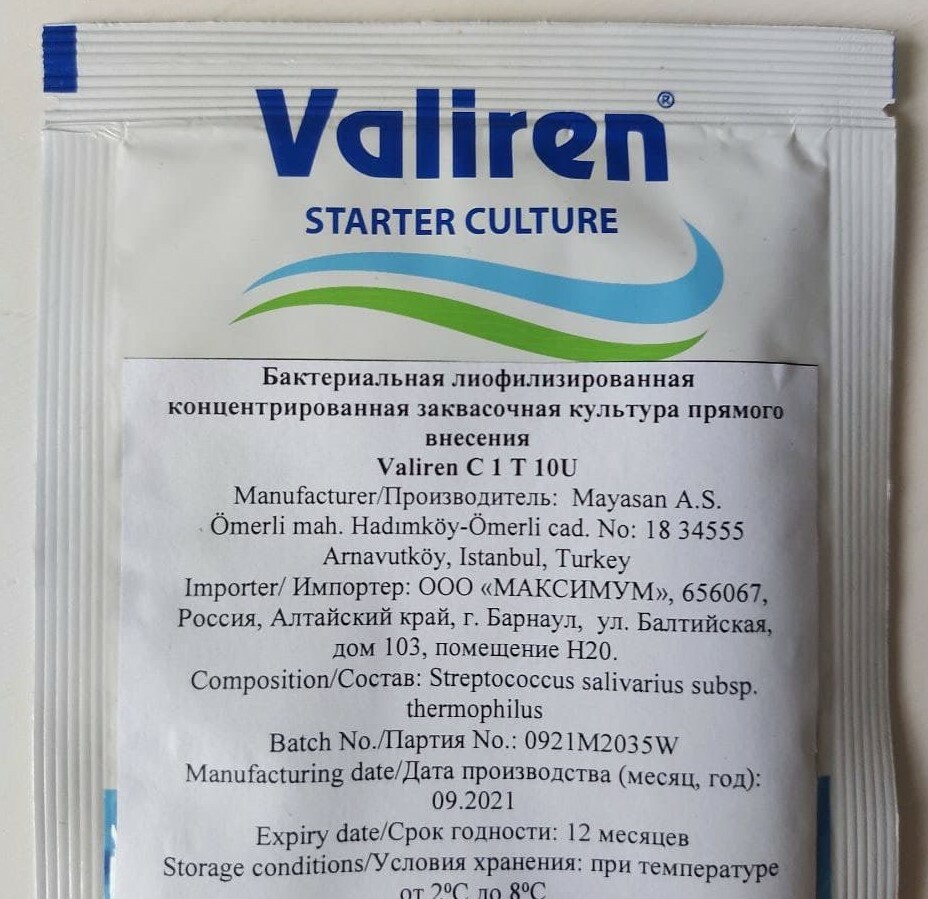 Valiren®
STARTER CULTURE
Бактериальная лиофилизированная
концентрированная заквасочная культура прямого
внесения
Valiren C 1 T 10U
Manufacturer/Производитель: Mayasan A.S.
Ömerli mah. Hadımköy-Ömerli cad. No: 18 34555
Arnavutköy, Istanbul, Turkey
Importer/ Импортер: ООО «МАКСИМУМ», 656067,
Россия, Алтайский край, г. Барнаул, ул. Балтийская,
дом 103, помещение Н20.
Composition/Состав: Streptococcus salivarius subsp.
thermophilus
Batch No./Партия No.: 0921M2035W
Manufacturing date/Дата производства (месяц, год):
09.2021
Expiry date/Срок годности: 12 месяцев
Storage conditions/Условия хранения: при температуре
от 2⁰С до 8⁰С